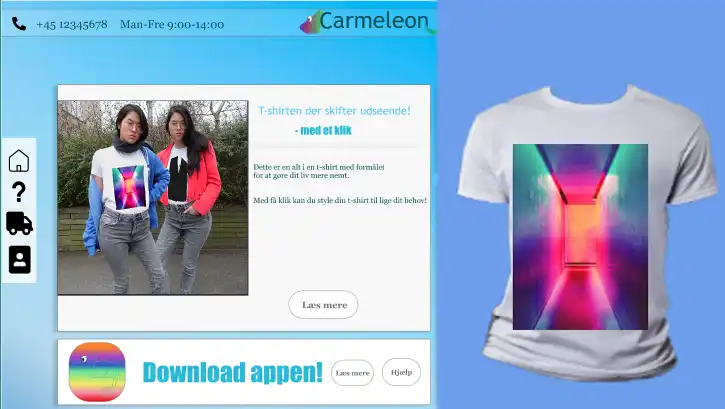 +45 12345678 Man-Fre 9:00-14:00
Carmeleon
T-shirten der skifter udseende!
- med et klik
Dette er en alt i en t-shirt med formålet
for at gøre dit liv mere nemt.
Med få klik kan du style din t-shirt til lige dit behov!
Læs mere
Download appen!
Læs mere
Hjælp